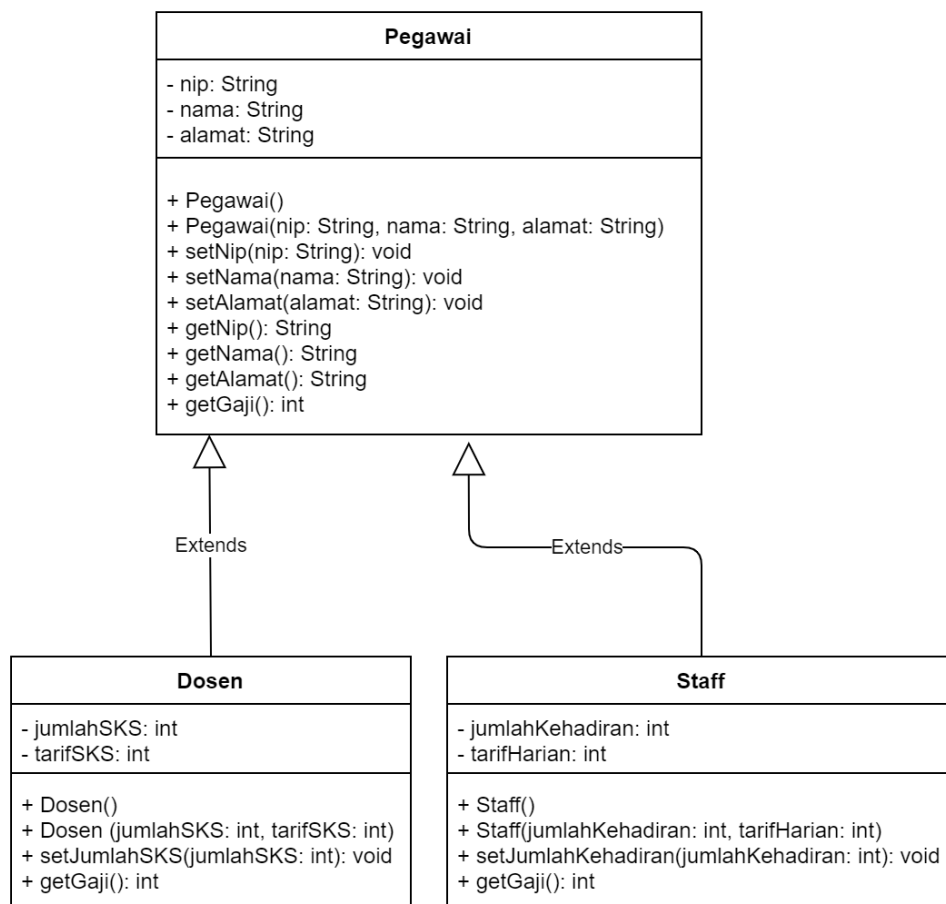 Pegawai
- nip: String
- nama: String
- alamat: String
+ Pegawai()
+ Pegawai(nip: String, nama: String, alamat: String)
+ setNip(nip: String): void
+ setNama(nama: String): void
+ setAlamat(alamat: String): void
+ getNip(): String
+ getNama(): String
+ getAlamat(): String
+ getGaji(): int
Extends
Extends
Dosen
- jumlahSKS: int
- tarifSKS: int
+ Dosen()
+ Dosen (jumlahSKS: int, tarifSKS: int)
+ setJumlahSKS(jumlahSKS: int): void
+ getGaji(): int
Staff
- jumlahKehadiran: int
- tarifHarian: int
+ Staff()
+ Staff(jumlahKehadiran: int, tarifHarian: int)
+ setJumlahKehadiran(jumlahKehadiran: int): void
+ getGaji(): int